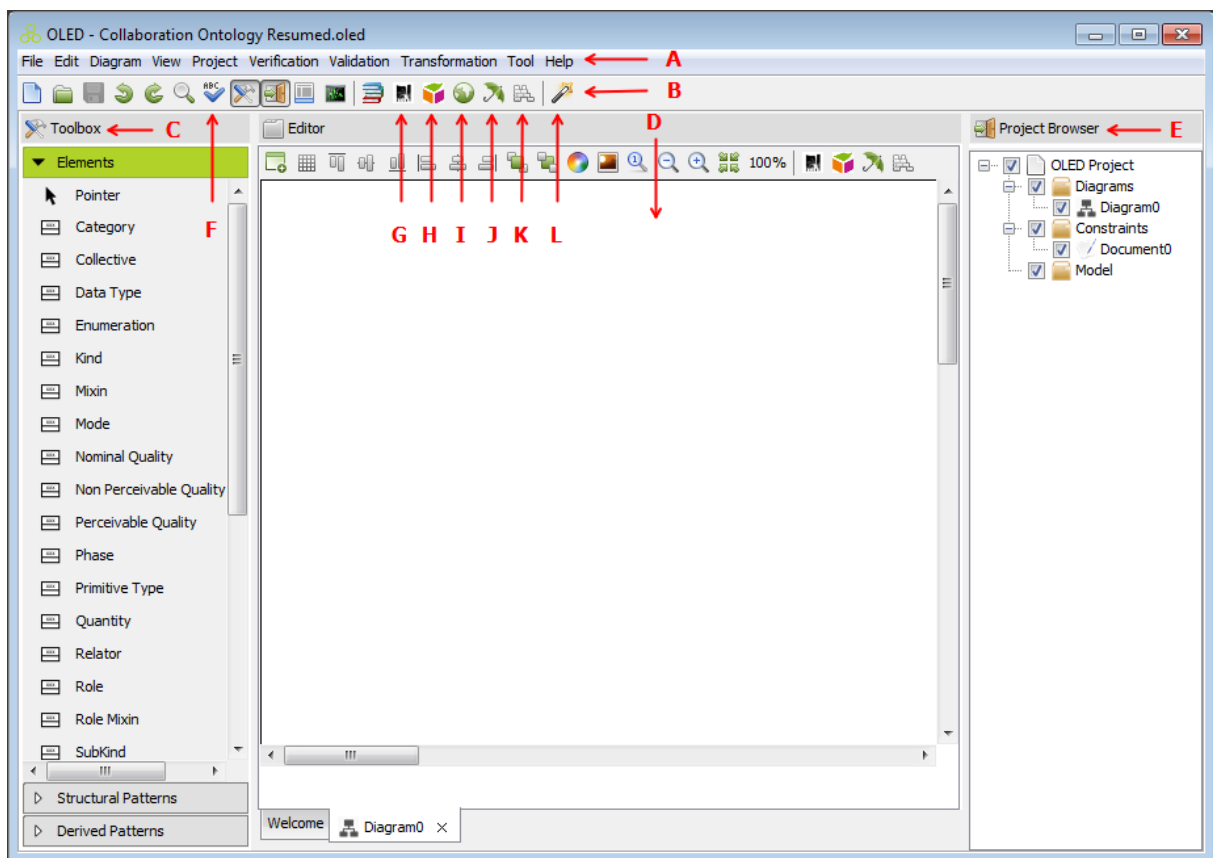 OLED - Collaboration Ontology Resumed.oled
File Edit Diagram View Project Verification Validation Transformation Tool Help A
ABC B
Toolbox C Editor D Project Browser E
Elements 1 100%
Pointer
Category F G H I J K L
Collective
Data Type
Enumeration
Kind
Mixin
Mode
Nominal Quality
Non Perceivable Quality
Perceivable Quality
Phase
Primitive Type
Quantity
Relator
Role
Role Mixin
SubKind
Structural Patterns
Derived Patterns
Welcome Diagram0
OLED Project
Diagrams
Diagram0
Constraints
Document0
Model